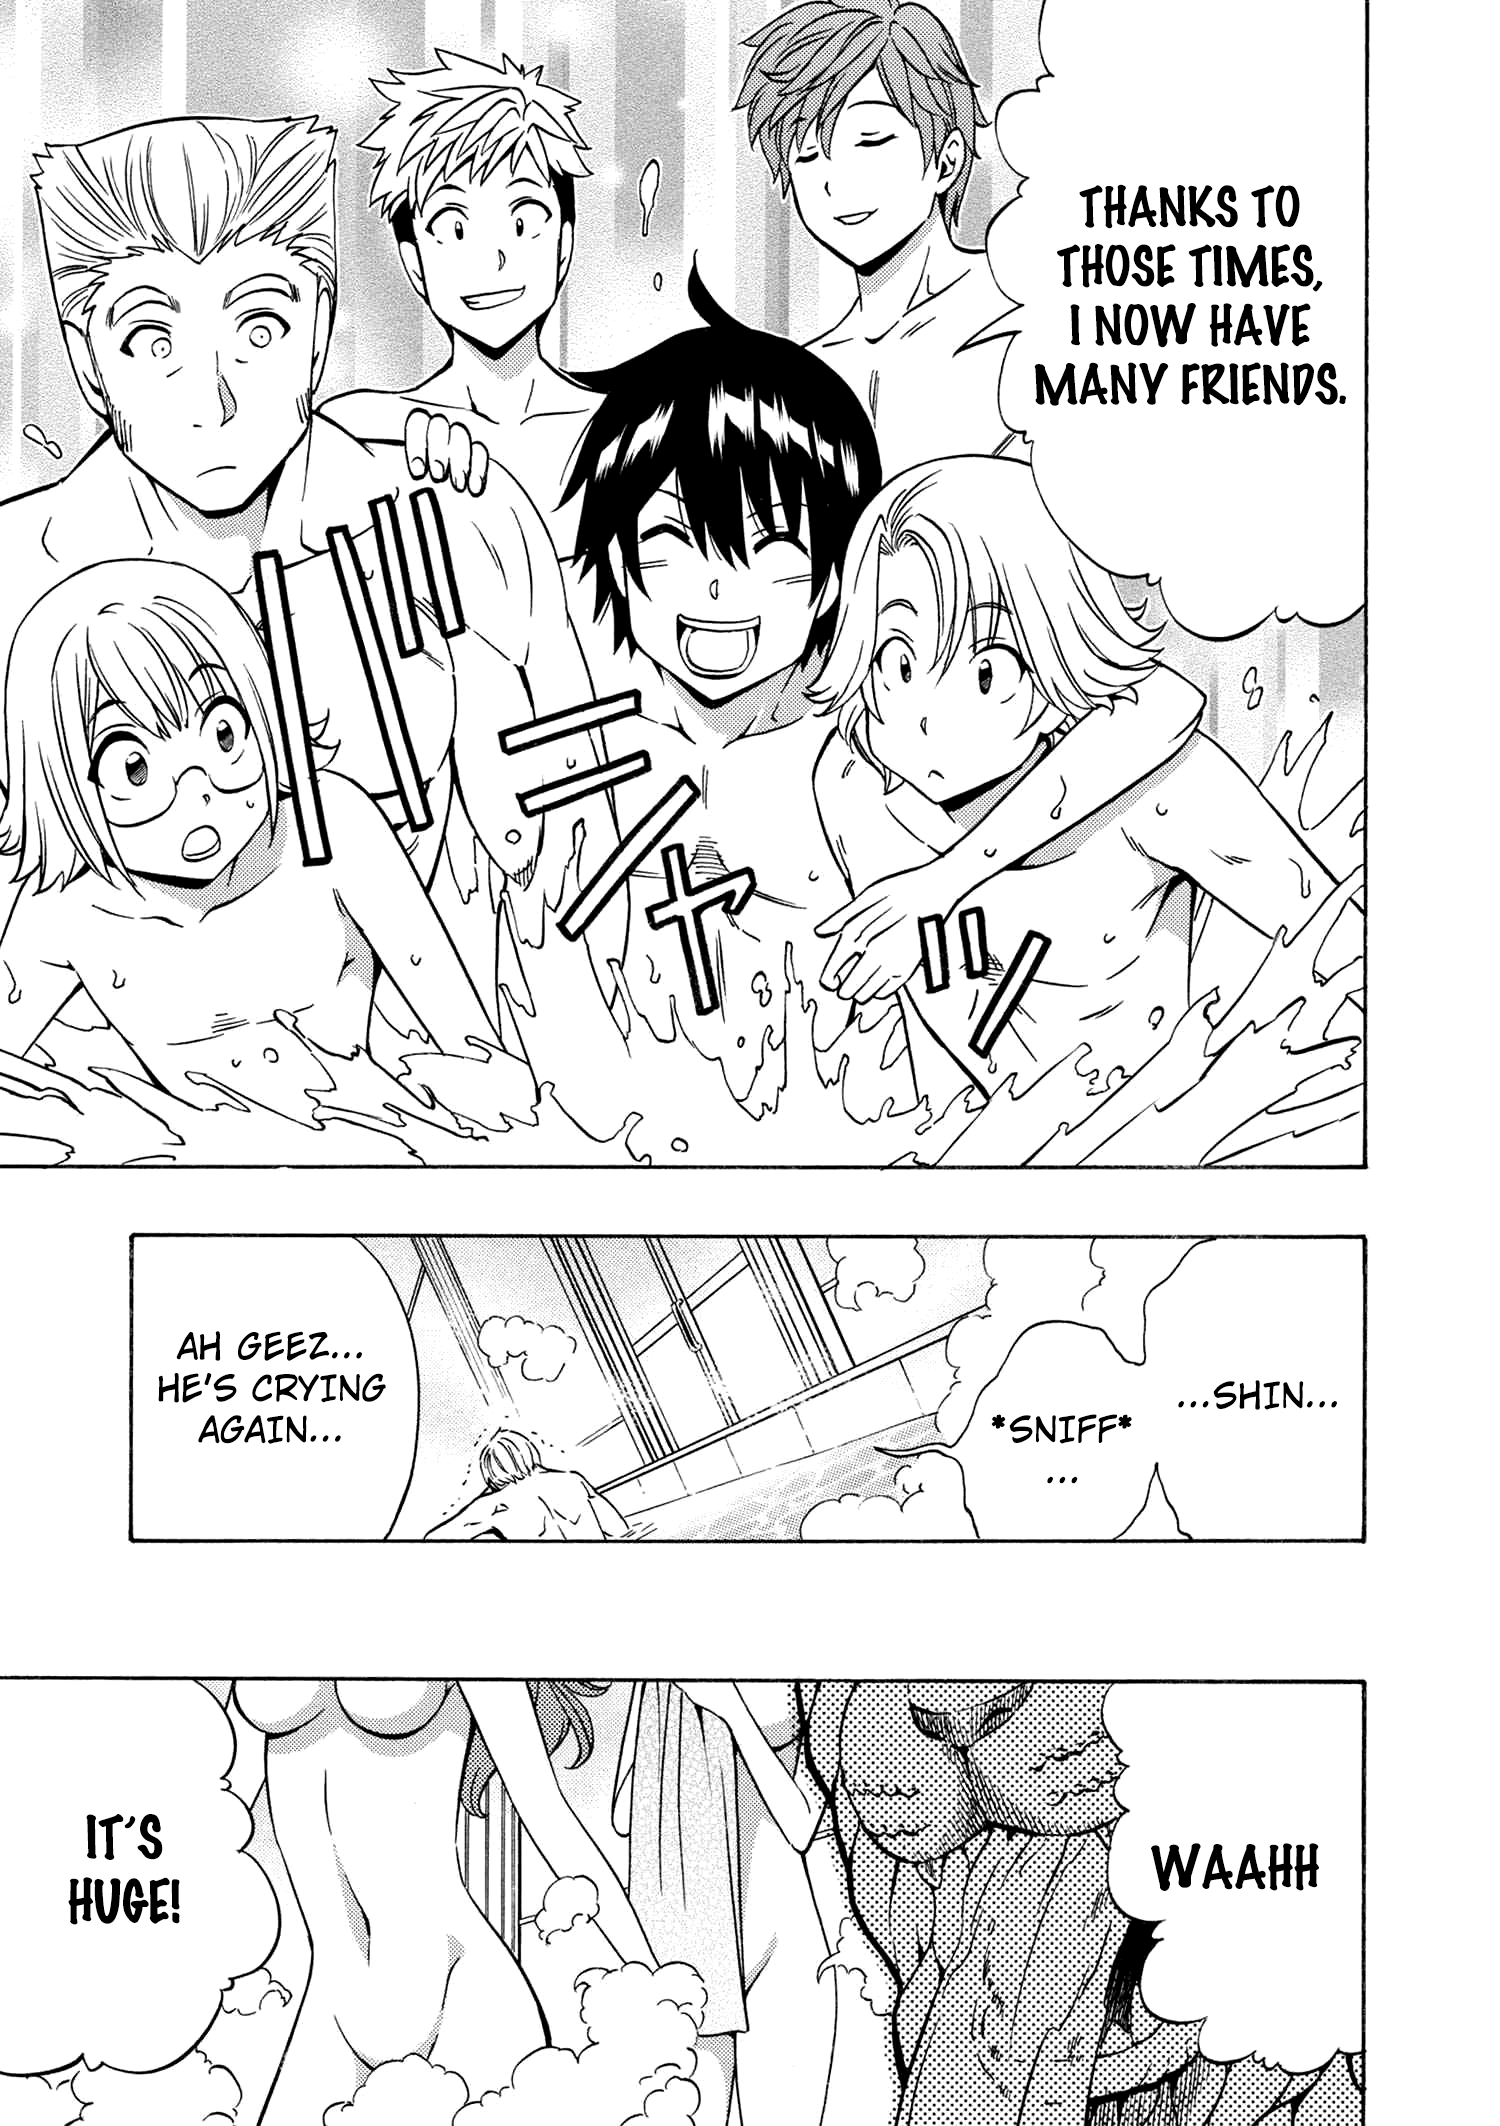 THANKS TO
THOSE TIMES,
I NOW HAVE
MANY FRIENDS.
バシャッ
...SHIN...
*SNIFF*
...
AH GEEZ...
HE'S CRYING
AGAIN...
WAAHH
IT'S
HUGE!